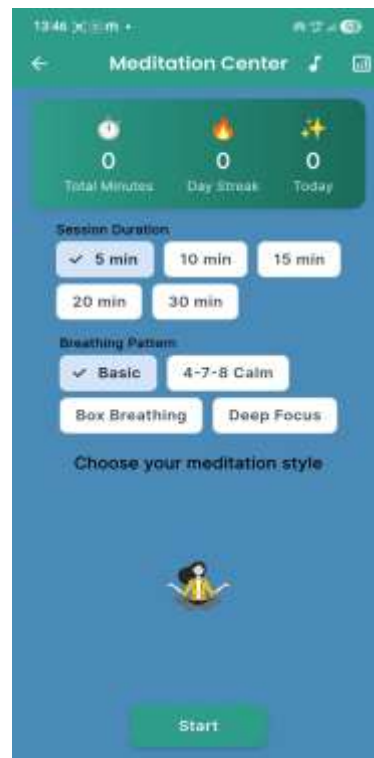 13:46
Meditation Center
0 0 0
Total Minutes Day Streak Today
Session Duration
✓ 5 min 10 min 15 min
20 min 30 min
Breathing Pattern
✓ Basic 4-7-8 Calm
Box Breathing Deep Focus
Choose your meditation style
Start